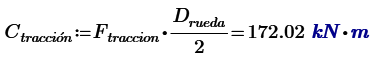 C_tracción := F_traccion · D_rueda / 2 = 172.02 kN · m